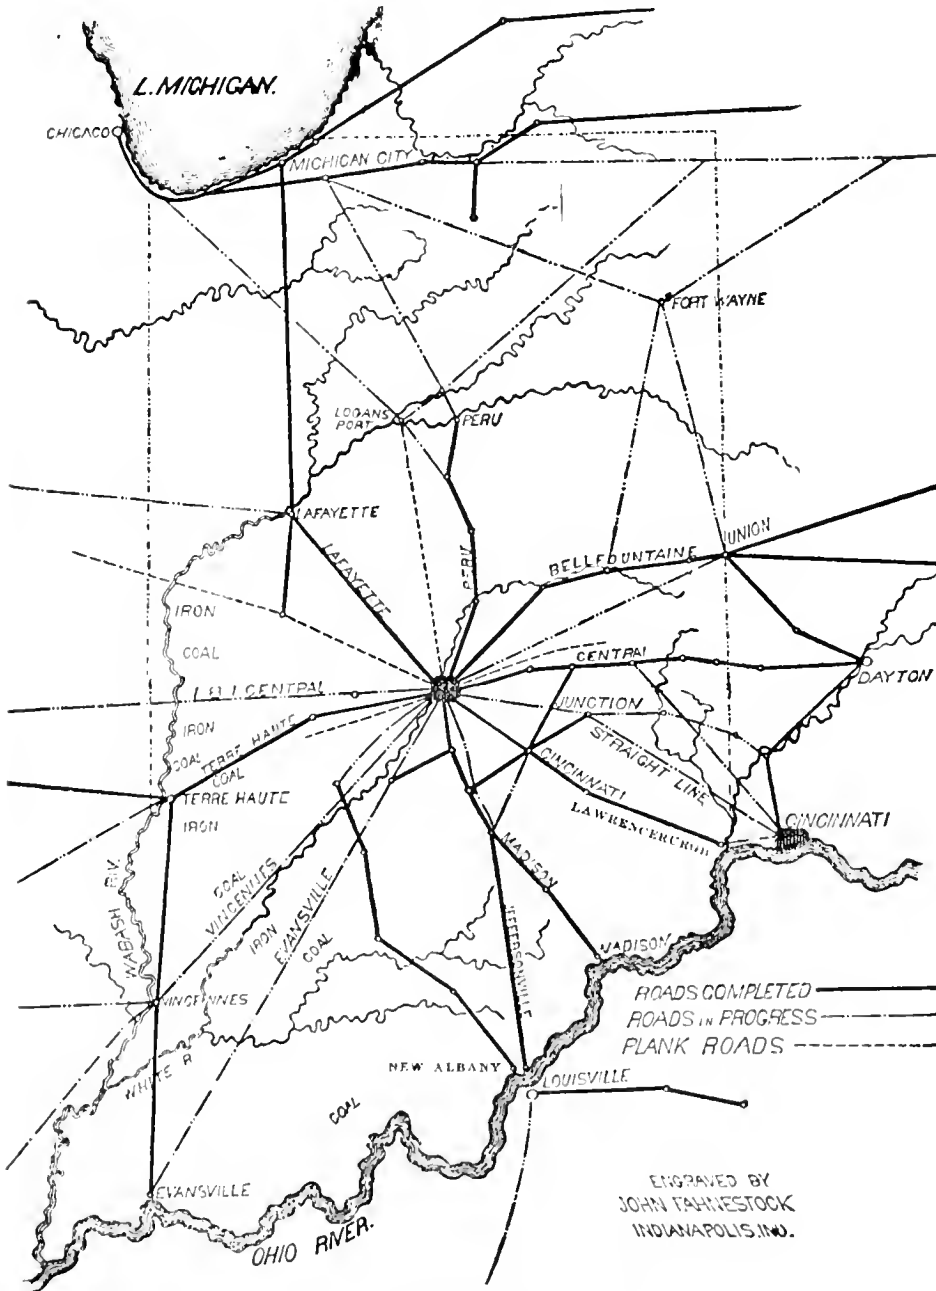 L. MICHIGAN.
CHICAGO
MICHIGAN CITY
FORT WAYNE
LOGANS
PORT
PERU
LAFAYETTE
LAFAYETTE
PERU
BELLFOUNTAINE
UNION
IRON
COAL
CENTRAL
DAYTON
CENTRAL
JUNCTION
IRON
TERRE HAUTE
COAL
COAL
STRAIGHT LINE
CINCINNATI
TERRE HAUTE
IRON
LAWRENCEBURG
CINCINNATI
MADISON
COAL
VINCENNES
WABASH RIV.
EVANSVILLE
IRON
COAL
JEFFERSONVILLE
MADISON
VINCENNES
ROADS COMPLETED
ROADS IN PROGRESS
PLANK ROADS
WHITE R
NEW ALBANY
LOUISVILLE
COAL
EVANSVILLE
OHIO RIVER.
ENGRAVED BY
JOHN FAHNESTOCK
INDIANAPOLIS, IND.